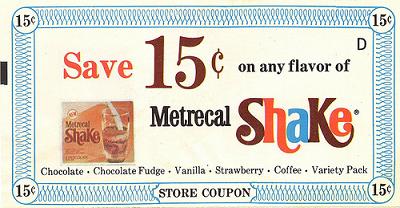 15¢ 15¢
D
Save 15¢ on any flavor of
Metrecal Shake®
Metrecal
Shake
Chocolate • Chocolate Fudge • Vanilla • Strawberry • Coffee • Variety Pack
15¢ STORE COUPON 15¢